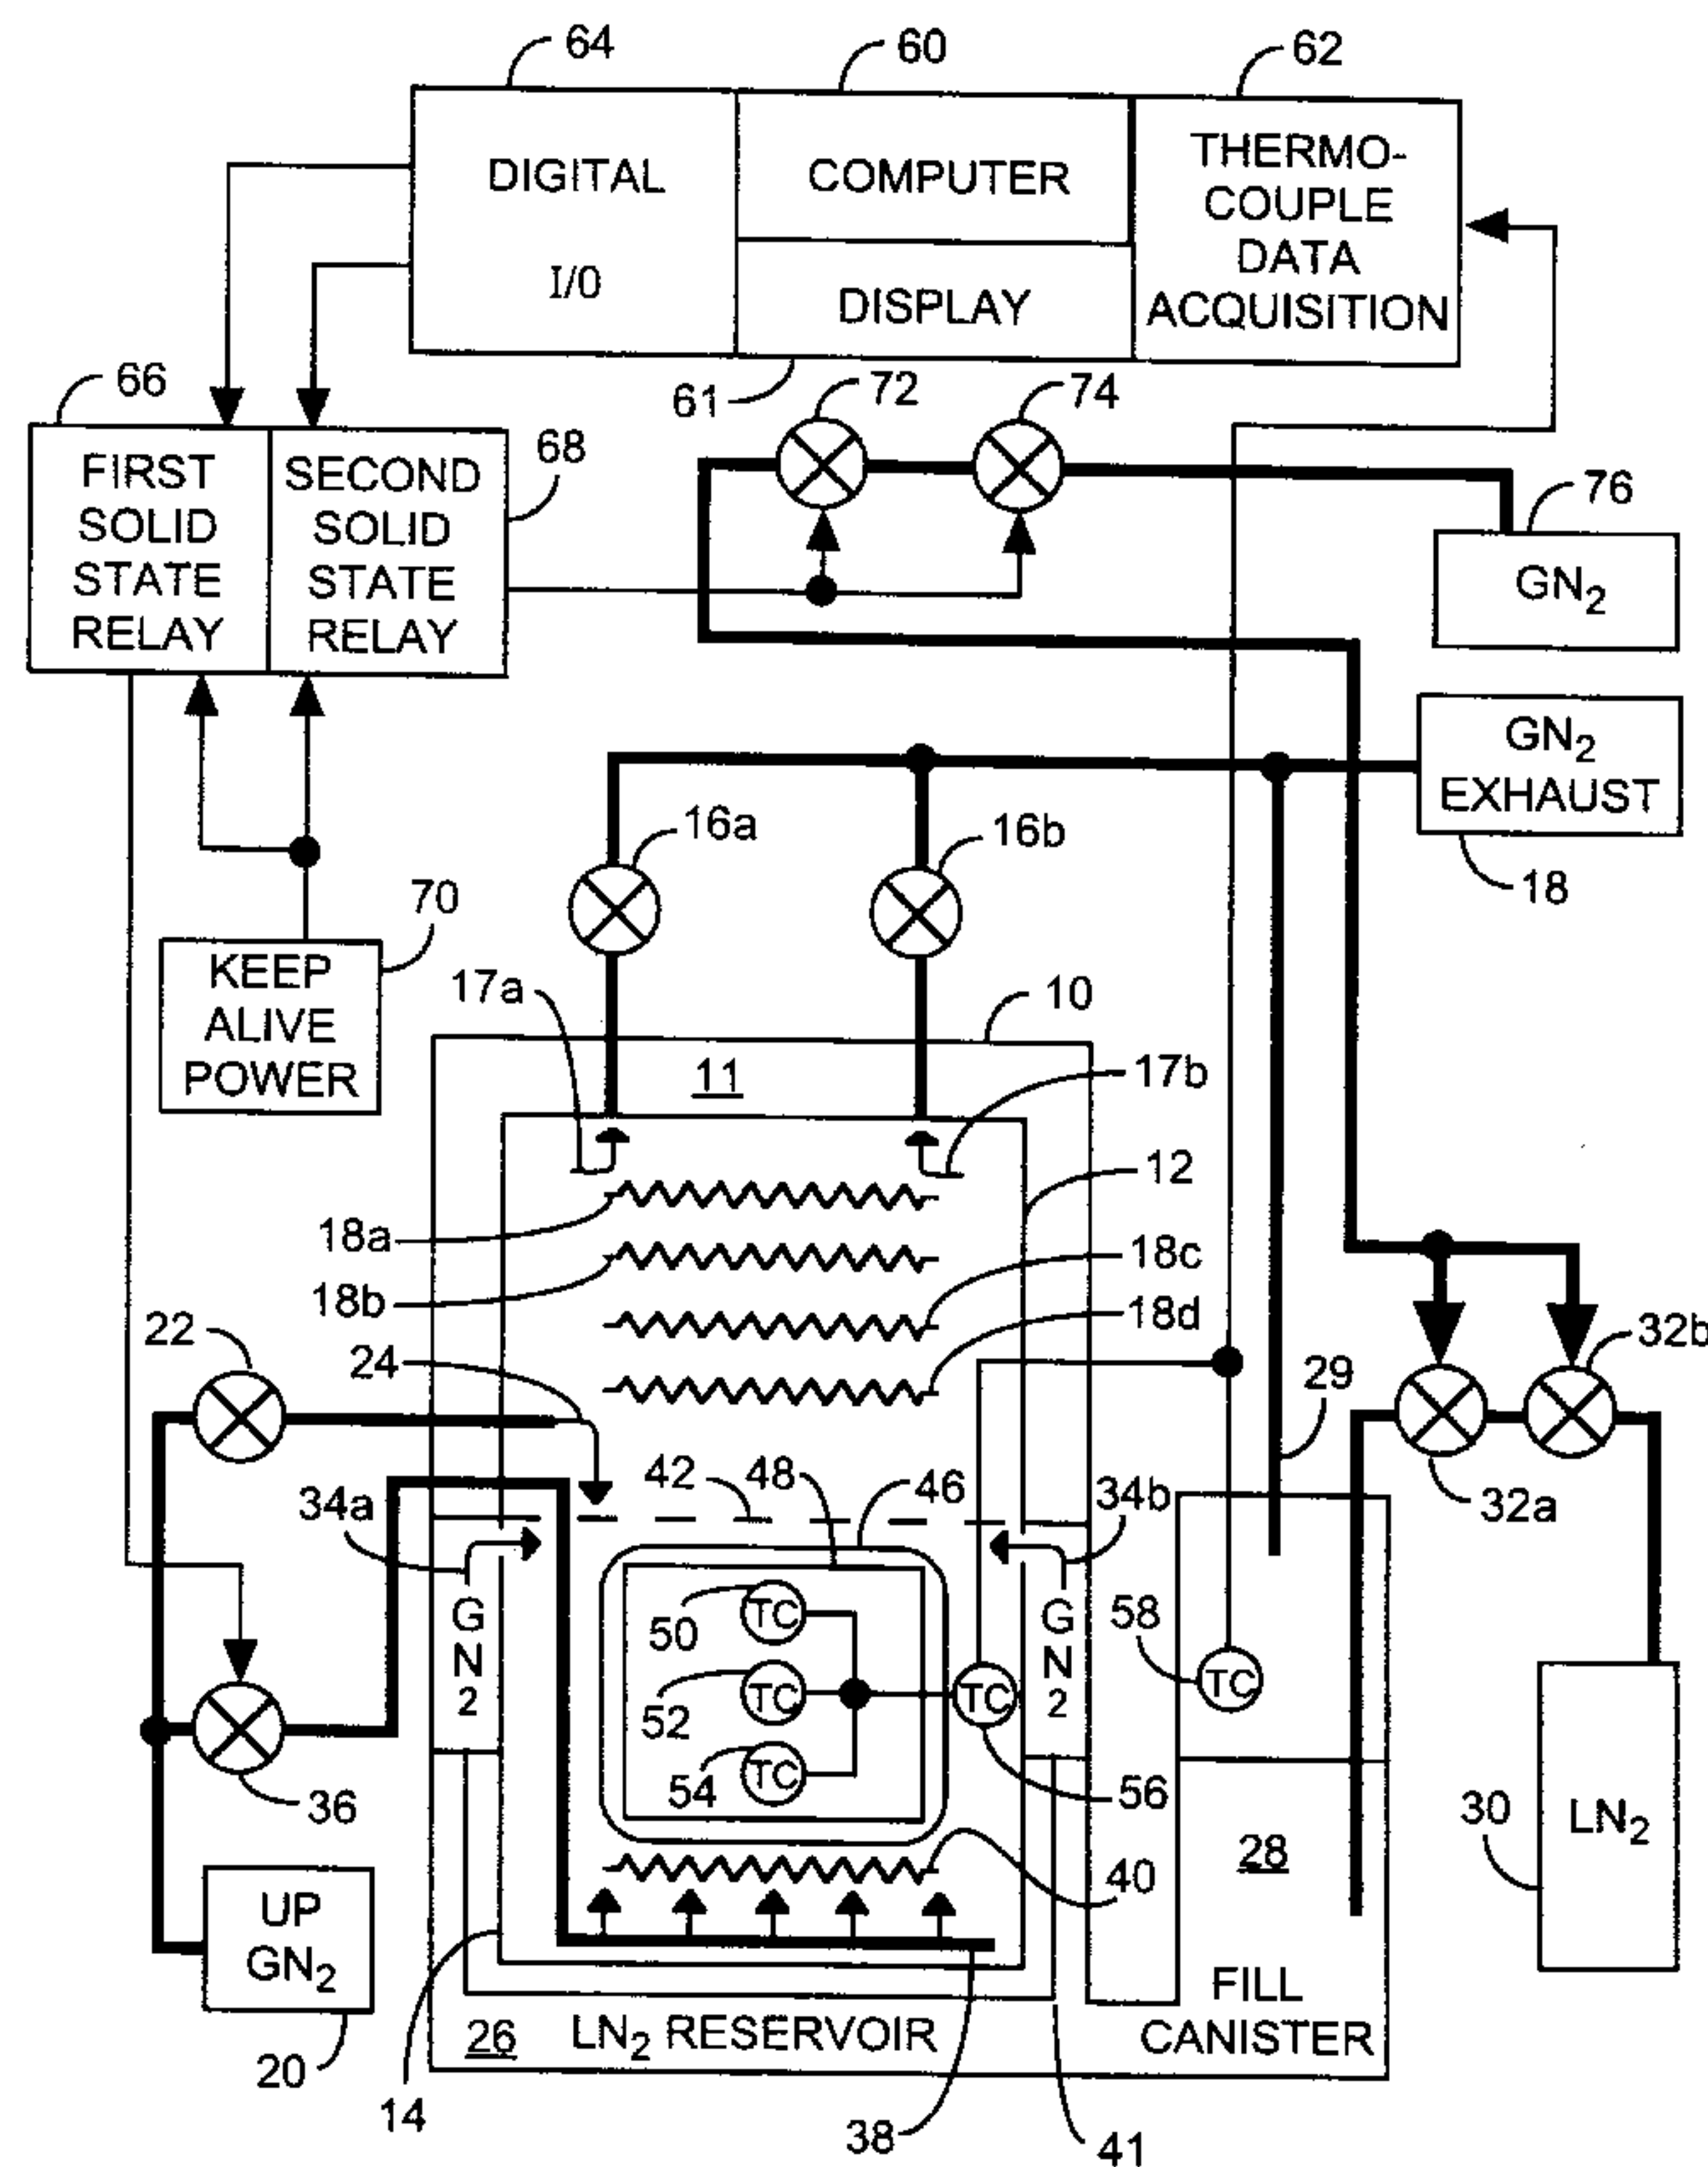 64
60
62
DIGITAL
I/0
COMPUTER
DISPLAY
THERMO-
COUPLE
DATA
ACQUISITION
61
66
68
72
74
76
FIRST
SOLID
STATE
RELAY
SECOND
SOLID
STATE
RELAY
GN2
GN2
EXHAUST
18
16a
16b
70
KEEP
ALIVE
POWER
17a
10
11
17b
12
18a
18b
18c
18d
22
24
29
32b
32a
34a
42
48
46
34b
G
N
2
G
N
2
50
TC
52
TC
54
TC
TC
56
58
TC
36
30
LN2
28
40
UP
GN2
20
FILL
CANISTER
26
LN2 RESERVOIR
14
38
41